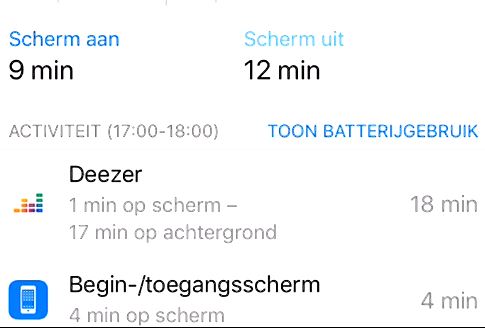 Scherm aan Scherm uit
9 min 12 min
ACTIVITEIT (17:00-18:00) TOON BATTERIJGEBRUIK
Deezer
1 min op scherm – 18 min
17 min op achtergrond
Begin-/toegangsscherm
4 min op scherm 4 min